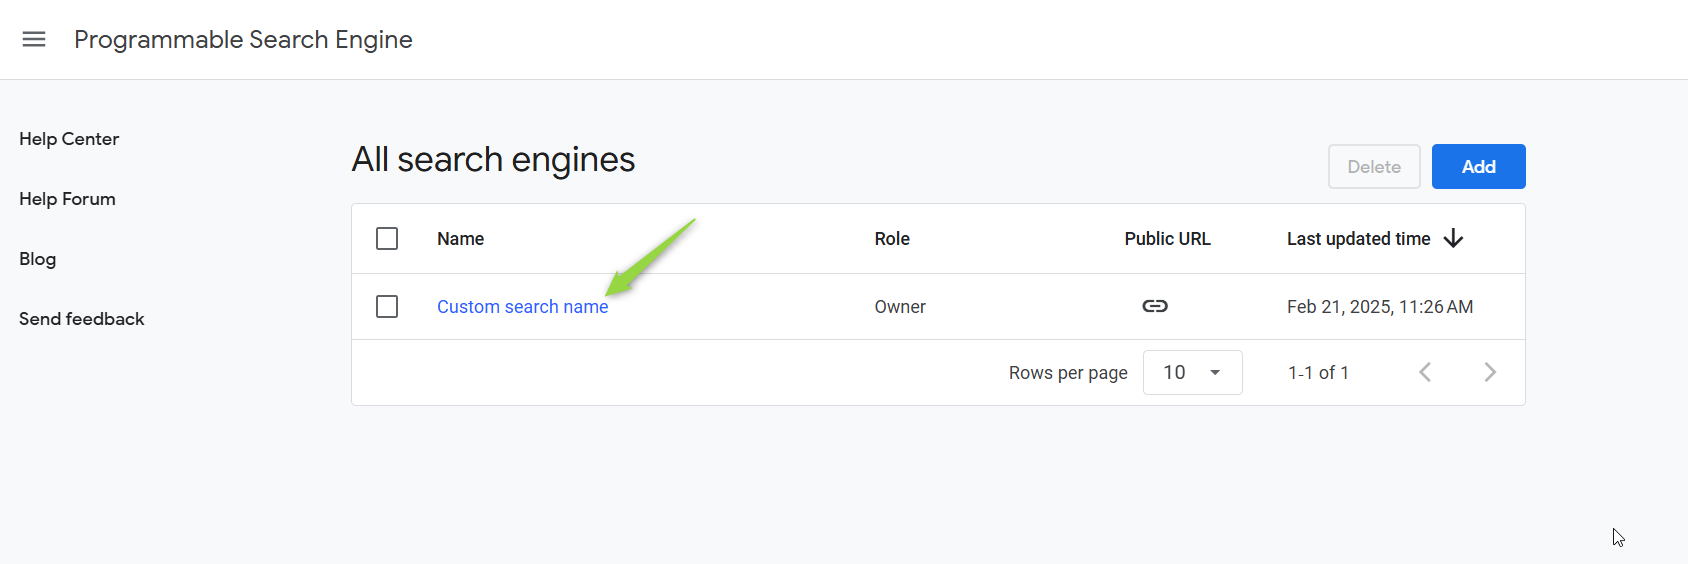 Programmable Search Engine
Help Center
Help Forum
Blog
Send feedback
All search engines
Delete
Add
Name Role Public URL Last updated time
Custom search name Owner Feb 21, 2025, 11:26 AM
Rows per page 10 1-1 of 1